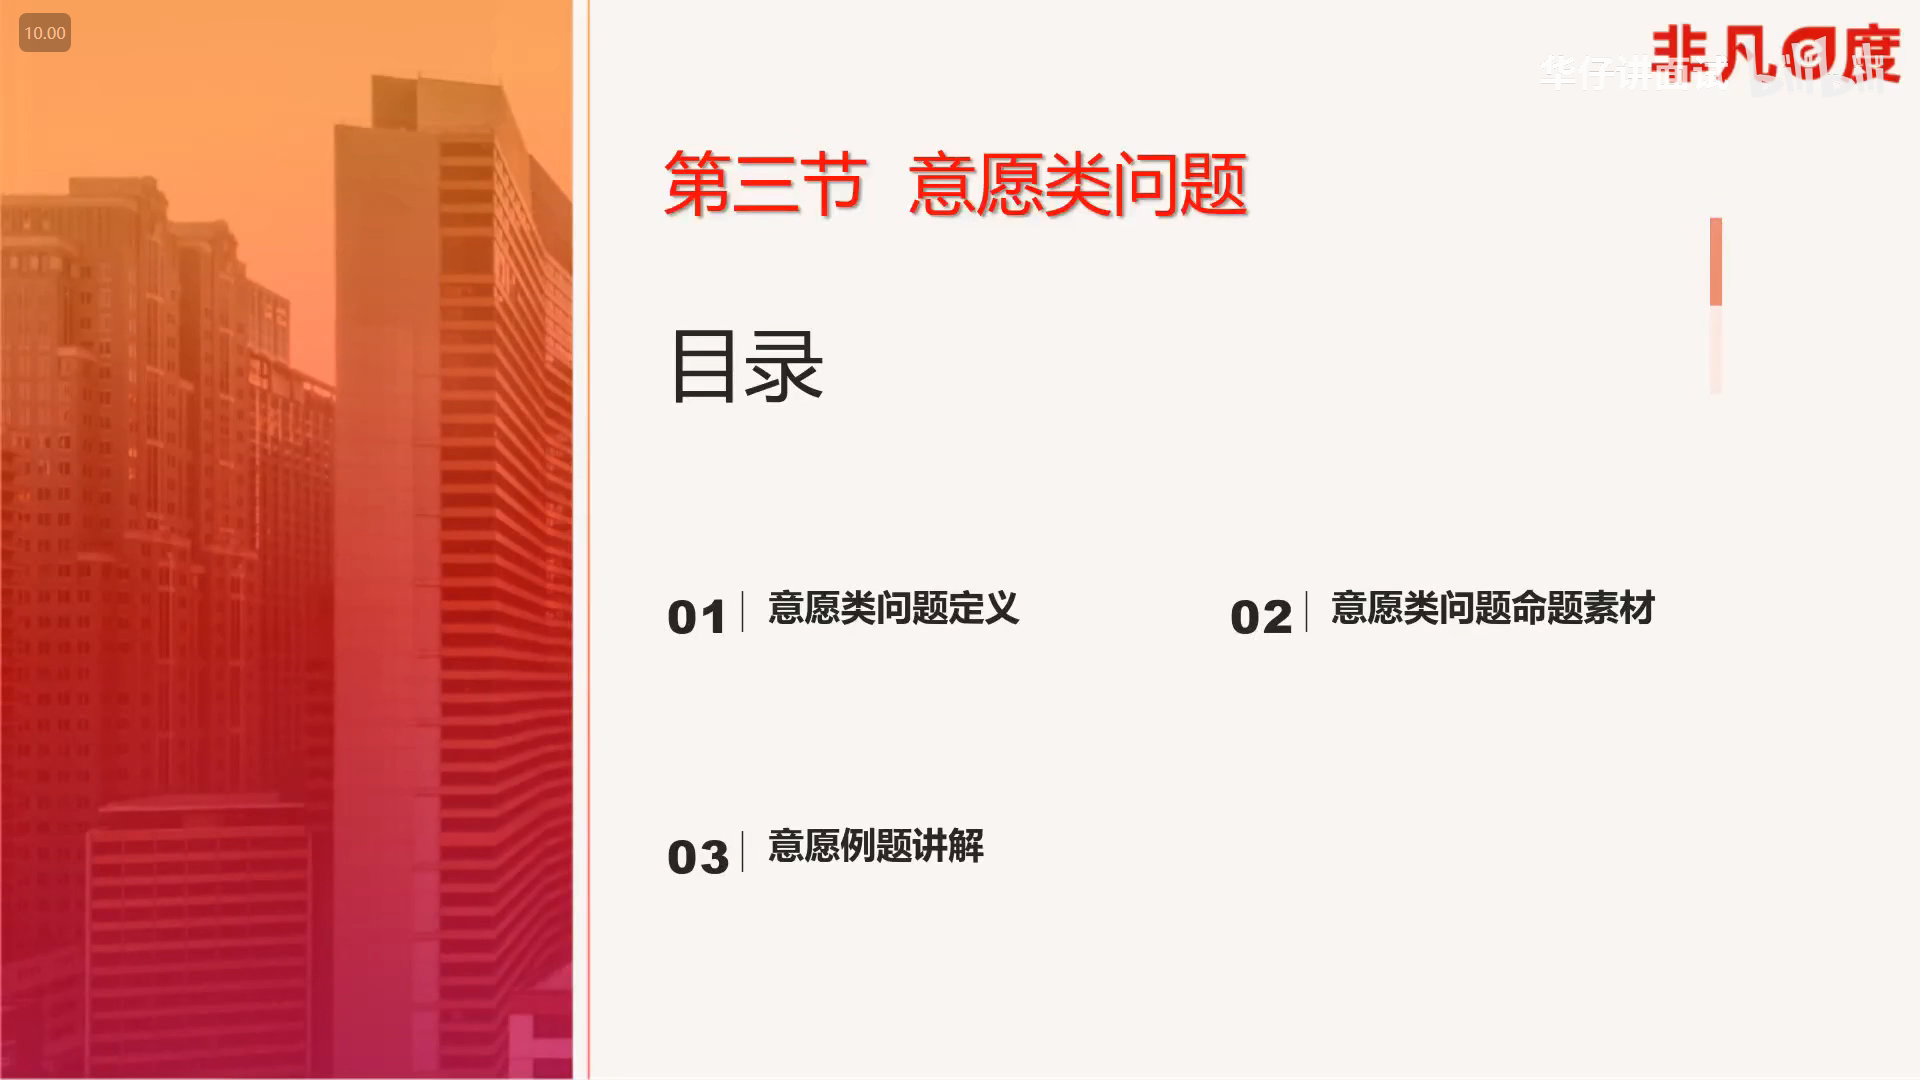 10.00
非凡度
华仔讲面试 bilibili
第三节 意愿类问题
目录
01 意愿类问题定义
02 意愿类问题命题素材
03 意愿例题讲解